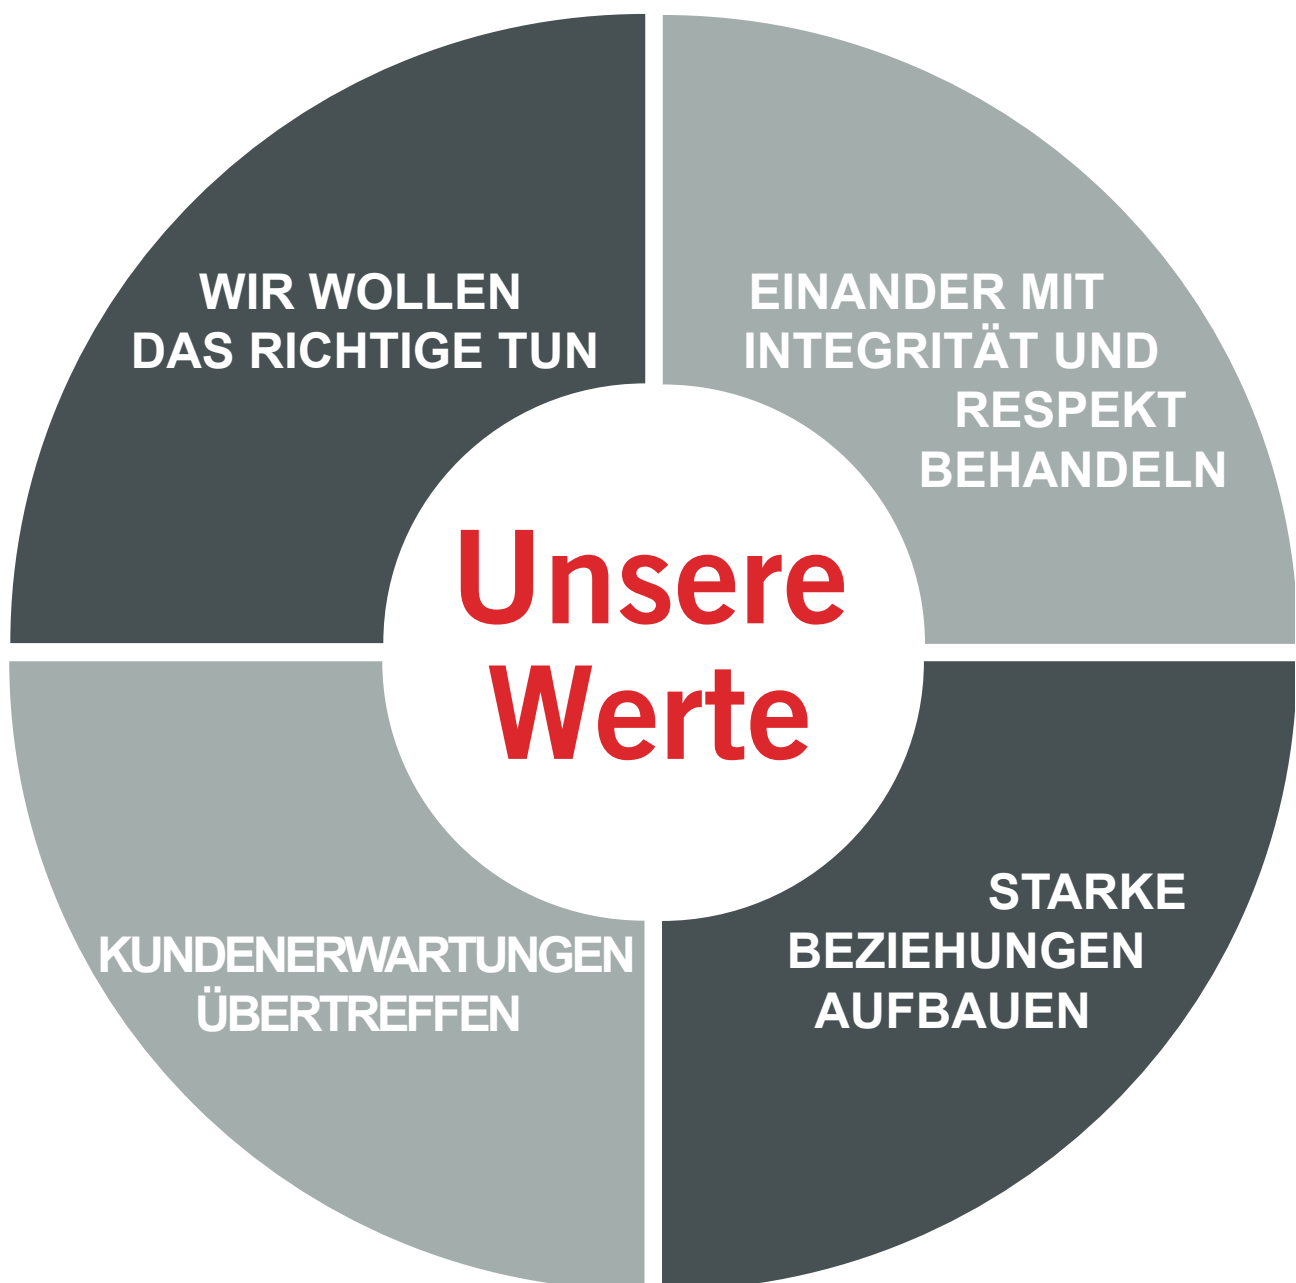 WIR WOLLEN
DAS RICHTIGE TUN
EINANDER MIT
INTEGRITÄT UND
RESPEKT
BEHANDELN
Unsere
Werte
KUNDENERWARTUNGEN
ÜBERTREFFEN
STARKE
BEZIEHUNGEN
AUFBAUEN